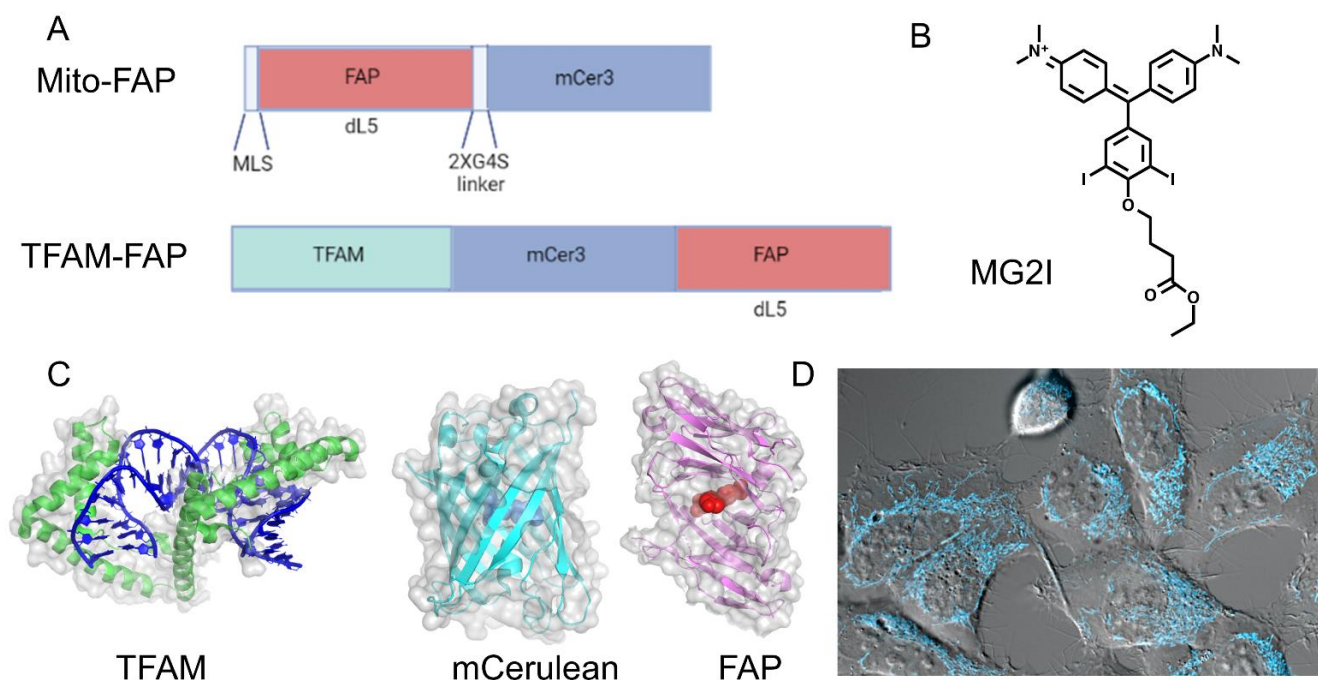 A
Mito-FAP
FAP
mCer3
dL5
MLS
2XG4S
linker
TFAM-FAP
TFAM
mCer3
FAP
dL5
B
N+
N
I
I
O
O
O
MG2I
C
TFAM
mCerulean
FAP
D